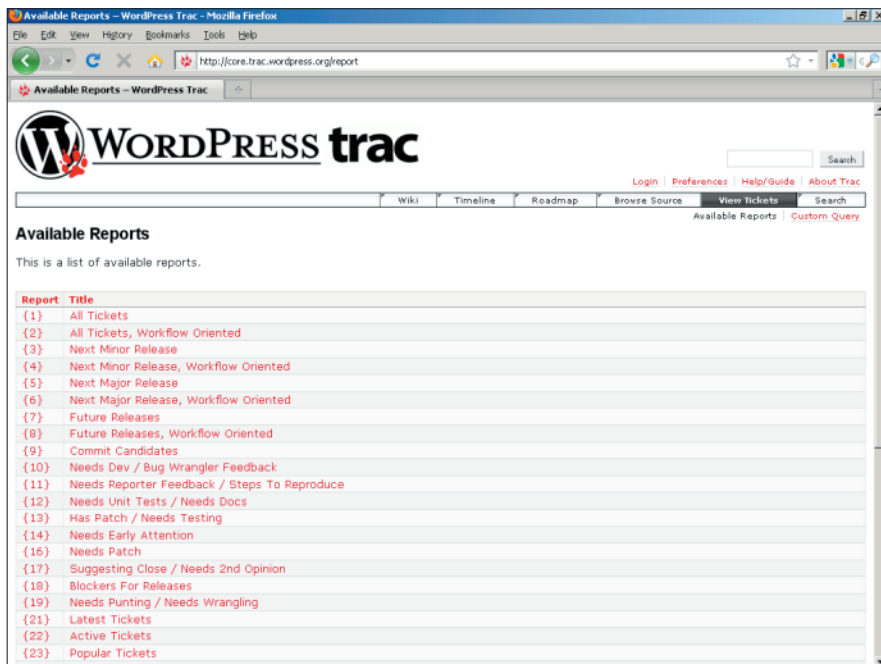 Available Reports – WordPress Trac - Mozilla Firefox
File Edit View History Bookmarks Tools Help
http://core.trac.wordpress.org/report
Available Reports – WordPress Trac
WORDPRESS trac
Search
Login Preferences Help/Guide About Trac
Wiki Timeline Roadmap Browse Source View Tickets Search
Available Reports Custom Query
Available Reports
This is a list of available reports.
Report Title
{1} All Tickets
{2} All Tickets, Workflow Oriented
{3} Next Minor Release
{4} Next Minor Release, Workflow Oriented
{5} Next Major Release
{6} Next Major Release, Workflow Oriented
{7} Future Releases
{8} Future Releases, Workflow Oriented
{9} Commit Candidates
{10} Needs Dev / Bug Wrangler Feedback
{11} Needs Reporter Feedback / Steps To Reproduce
{12} Needs Unit Tests / Needs Docs
{13} Has Patch / Needs Testing
{14} Needs Early Attention
{16} Needs Patch
{17} Suggesting Close / Needs 2nd Opinion
{18} Blockers For Releases
{19} Needs Punting / Needs Wrangling
{21} Latest Tickets
{22} Active Tickets
{23} Popular Tickets